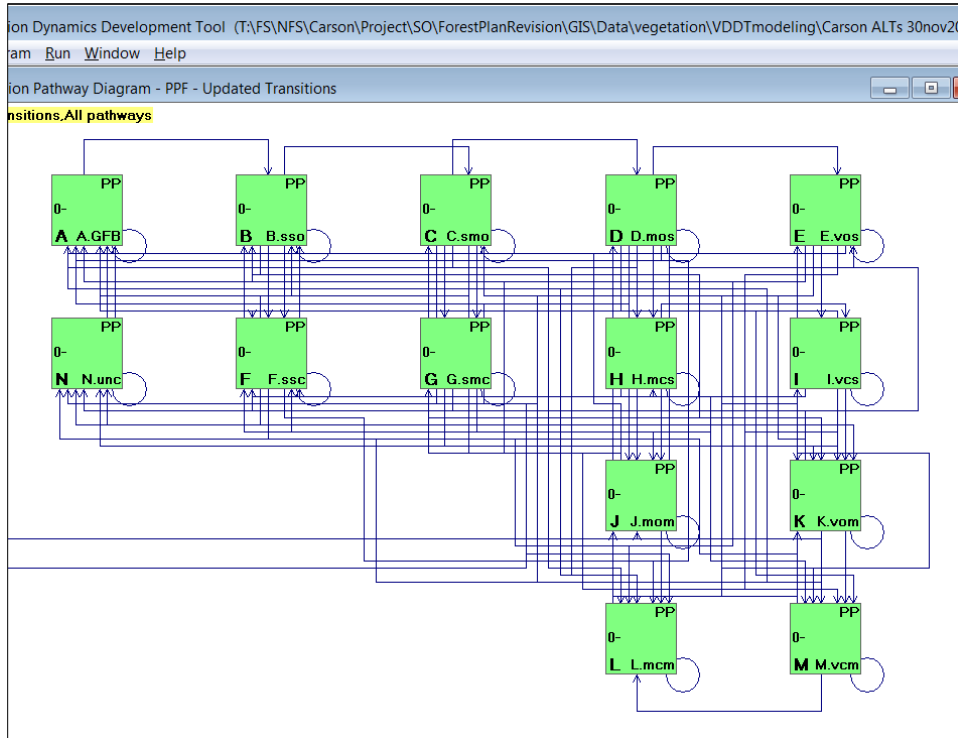 ion Dynamics Development Tool (T:\FS\NFS\Carson\Project\SO\ForestPlanRevision\GIS\Data\vegetation\VDDTmodeling\Carson ALTs 30nov20
ram Run Window Help
ion Pathway Diagram - PPF - Updated Transitions
nsitions,All pathways
PP PP PP PP PP
0- 0- 0- 0- 0-
A A.GFB B B.sso C C.smo D D.mos E E.vos
PP PP PP PP PP
0- 0- 0- 0- 0-
N N.unc F F.ssc G G.smc H H.mcs I I.vcs
PP PP
0- 0-
J J.mom K K.vom
PP PP
0- 0-
L L.mcm M M.vcm